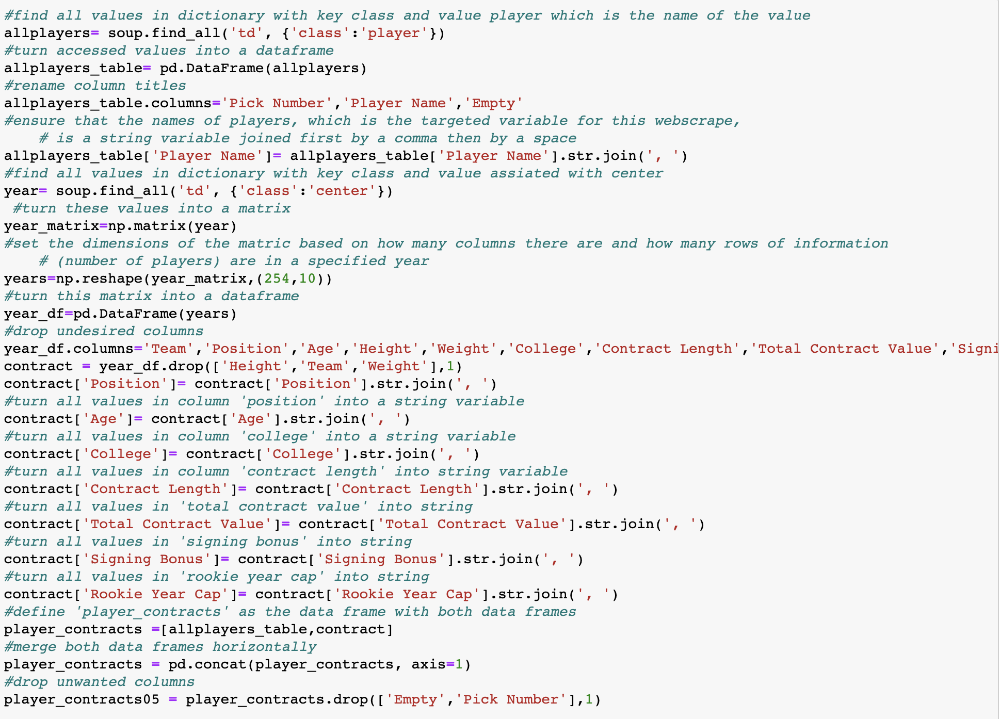 #find all values in dictionary with key class and value player which is the name of the value
allplayers= soup.find_all('td', {'class':'player'})
#turn accessed values into a dataframe
allplayers_table= pd.DataFrame(allplayers)
#rename column titles
allplayers_table.columns='Pick Number','Player Name','Empty'
#ensure that the names of players, which is the targeted variable for this webscrape,
    # is a string variable joined first by a comma then by a space
allplayers_table['Player Name']= allplayers_table['Player Name'].str.join(', ')
#find all values in dictionary with key class and value assiated with center
year= soup.find_all('td', {'class':'center'})
 #turn these values into a matrix
year_matrix=np.matrix(year)
#set the dimensions of the matric based on how many columns there are and how many rows of information
    # (number of players) are in a specified year
years=np.reshape(year_matrix,(254,10))
#turn this matrix into a dataframe
year_df=pd.DataFrame(years)
#drop undesired columns
year_df.columns='Team','Position','Age','Height','Weight','College','Contract Length','Total Contract Value','Signi
contract = year_df.drop(['Height','Team','Weight'],1)
contract['Position']= contract['Position'].str.join(', ')
#turn all values in column 'position' into a string variable
contract['Age']= contract['Age'].str.join(', ')
#turn all values in column 'college' into a string variable
contract['College']= contract['College'].str.join(', ')
#turn all values in column 'contract length' into string variable
contract['Contract Length']= contract['Contract Length'].str.join(', ')
#turn all values in 'total contract value' into string
contract['Total Contract Value']= contract['Total Contract Value'].str.join(', ')
#turn all values in 'signing bonus' into string
contract['Signing Bonus']= contract['Signing Bonus'].str.join(', ')
#turn all values in 'rookie year cap' into string
contract['Rookie Year Cap']= contract['Rookie Year Cap'].str.join(', ')
#define 'player_contracts' as the data frame with both data frames
player_contracts =[allplayers_table,contract]
#merge both data frames horizontally
player_contracts = pd.concat(player_contracts, axis=1)
#drop unwanted columns
player_contracts05 = player_contracts.drop(['Empty','Pick Number'],1)